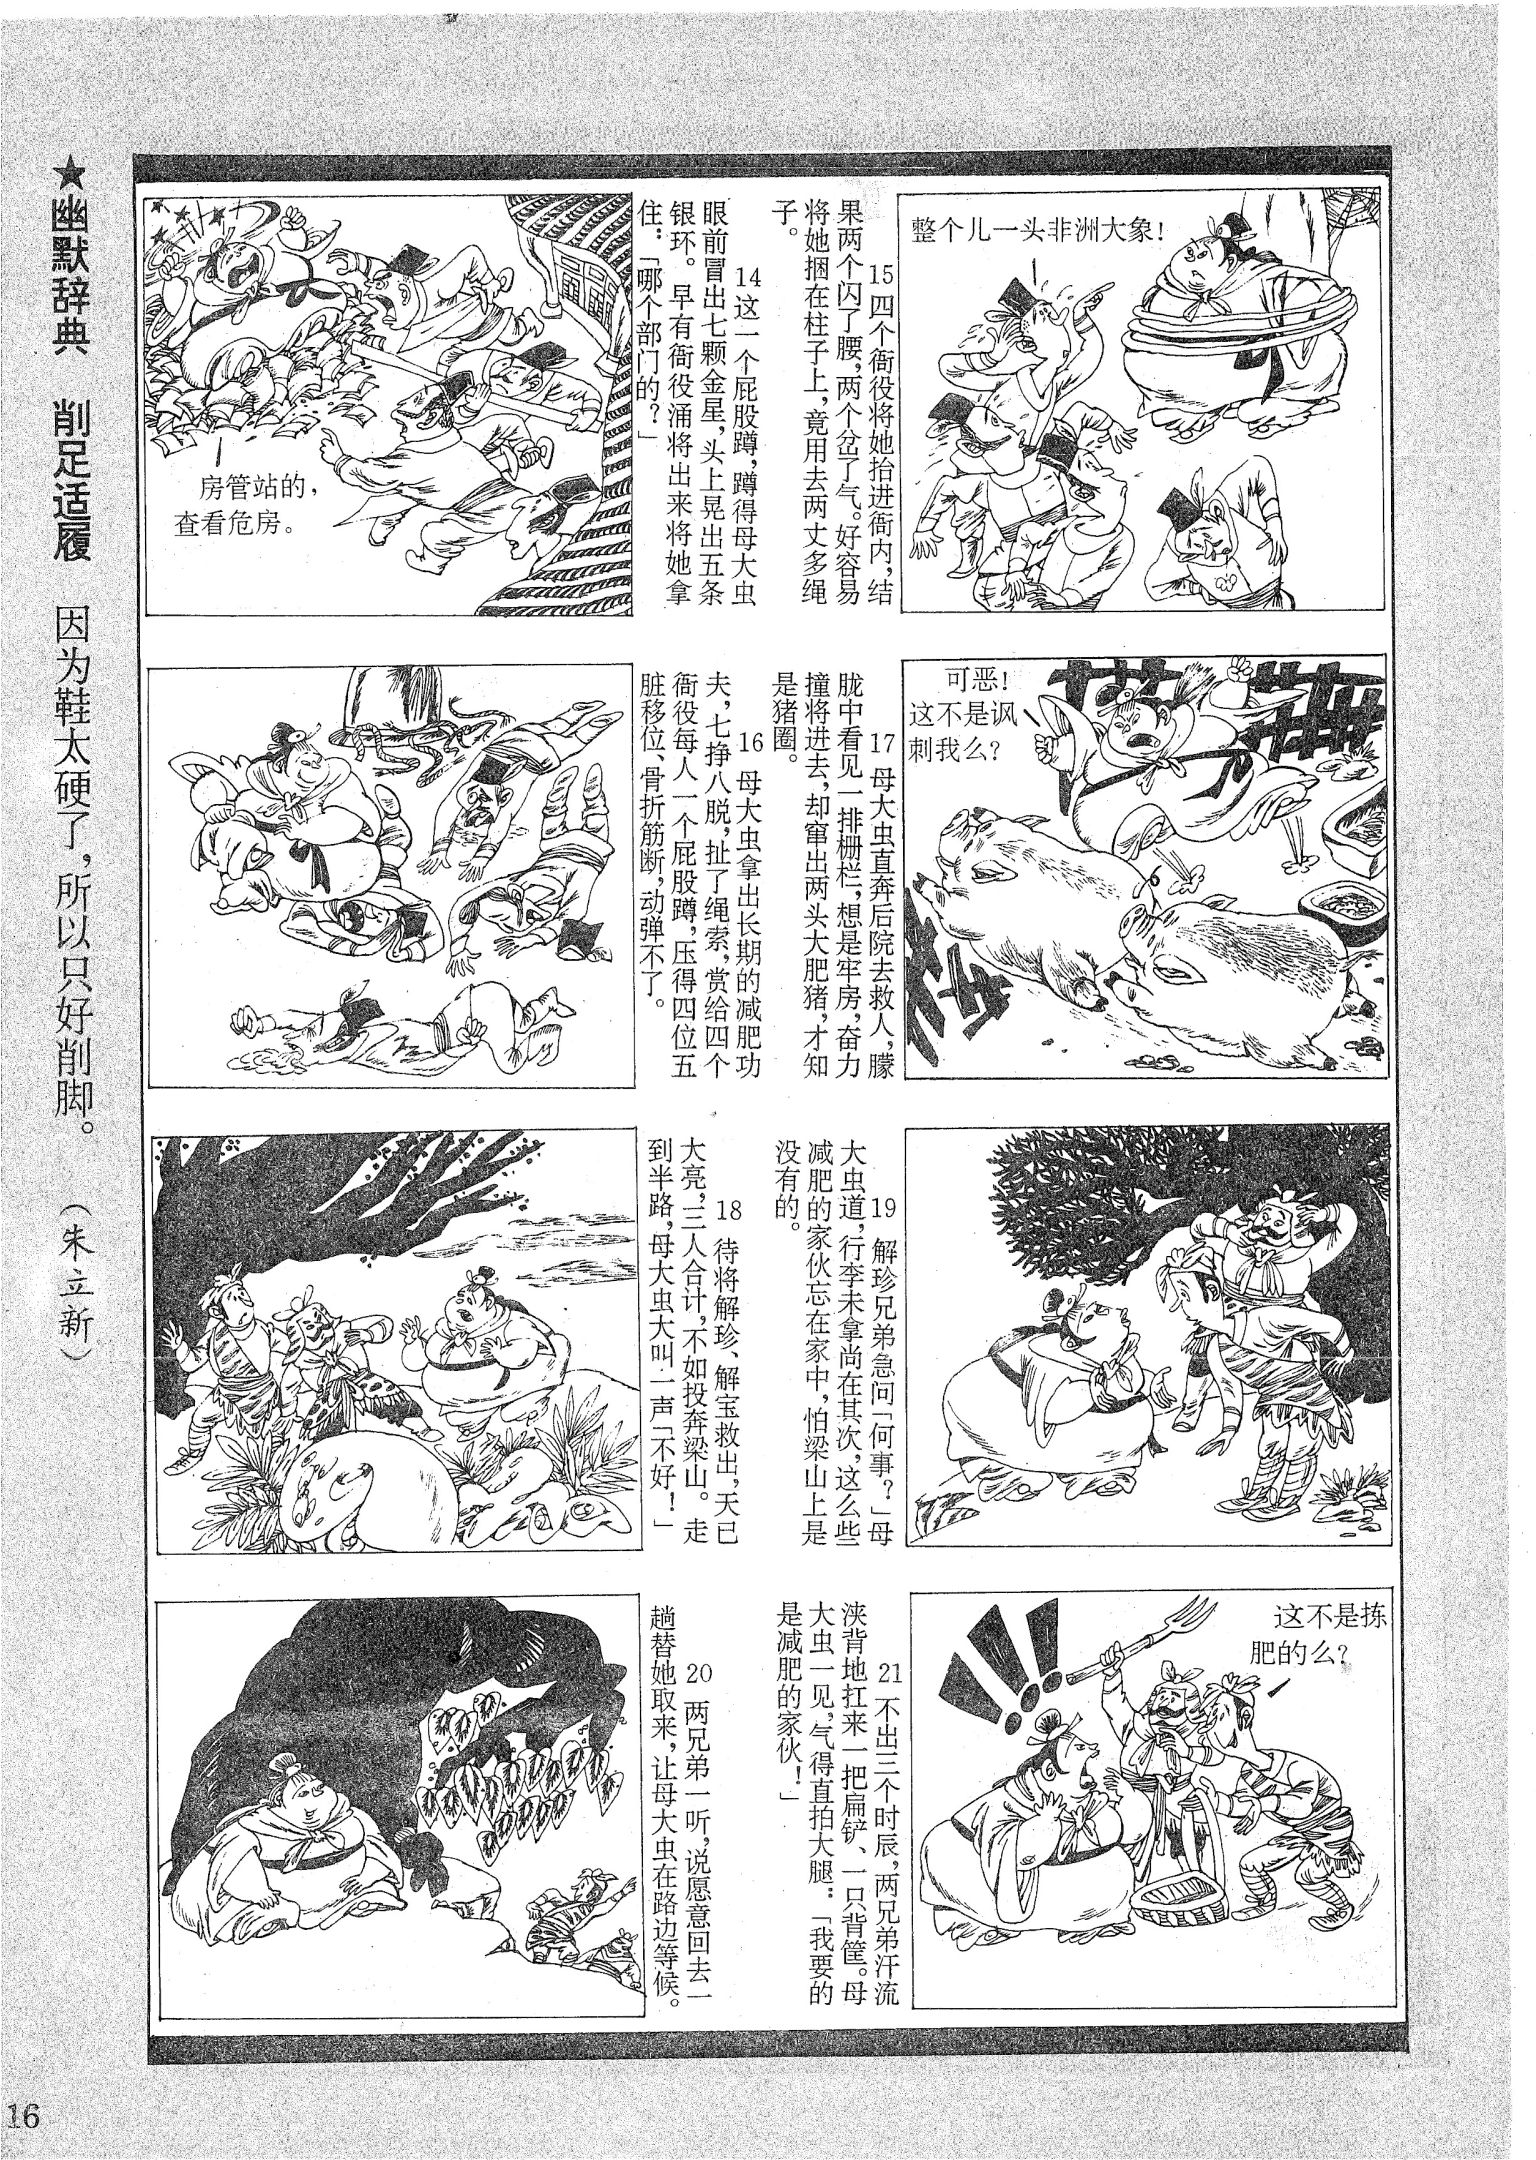 ★幽默辞典　削足适履　因为鞋太硬了，所以只好削脚。　（朱立新）
14 这一个屁股蹲，蹲得母大虫
眼前冒出七颗金星，头上晃出五条
银环。早有衙役涌将出来将她拿
住：「哪个部门的？」
房管站的，
查看危房。
15 四个衙役将她抬进衙内，结
果两个闪了腰，两个岔了气。好容易
将她捆在柱子上，竟用去两丈多绳
子。
整个儿一头非洲大象！
16 母大虫拿出长期的减肥功
夫，七挣八脱，扯了绳索，赏给四个
衙役每人一个屁股蹲，压得四位五
脏移位、骨折筋断，动弹不了。
17 母大虫直奔后院去救人，朦
胧中看见一排栅栏，想是牢房，奋力
撞将进去，却窜出两头大肥猪，才知
是猪圈。
可恶！
这不是讽
刺我么？
18 待将解珍、解宝救出，天已
大亮，三人合计，不如投奔梁山。走
到半路，母大虫大叫一声「不好！」
19 解珍兄弟急问「何事？」母
大虫道，行李未拿尚在其次，这么些
减肥的家伙忘在家中，怕梁山上是
没有的。
20 两兄弟一听，说愿意回去一
趟替她取来，让母大虫在路边等候。
21 不出三个时辰，两兄弟汗流
浃背地扛来一把扁铲、一只背筐。母
大虫一见，气得直拍大腿：「我要的
是减肥的家伙！」
这不是拣
肥的么？
16